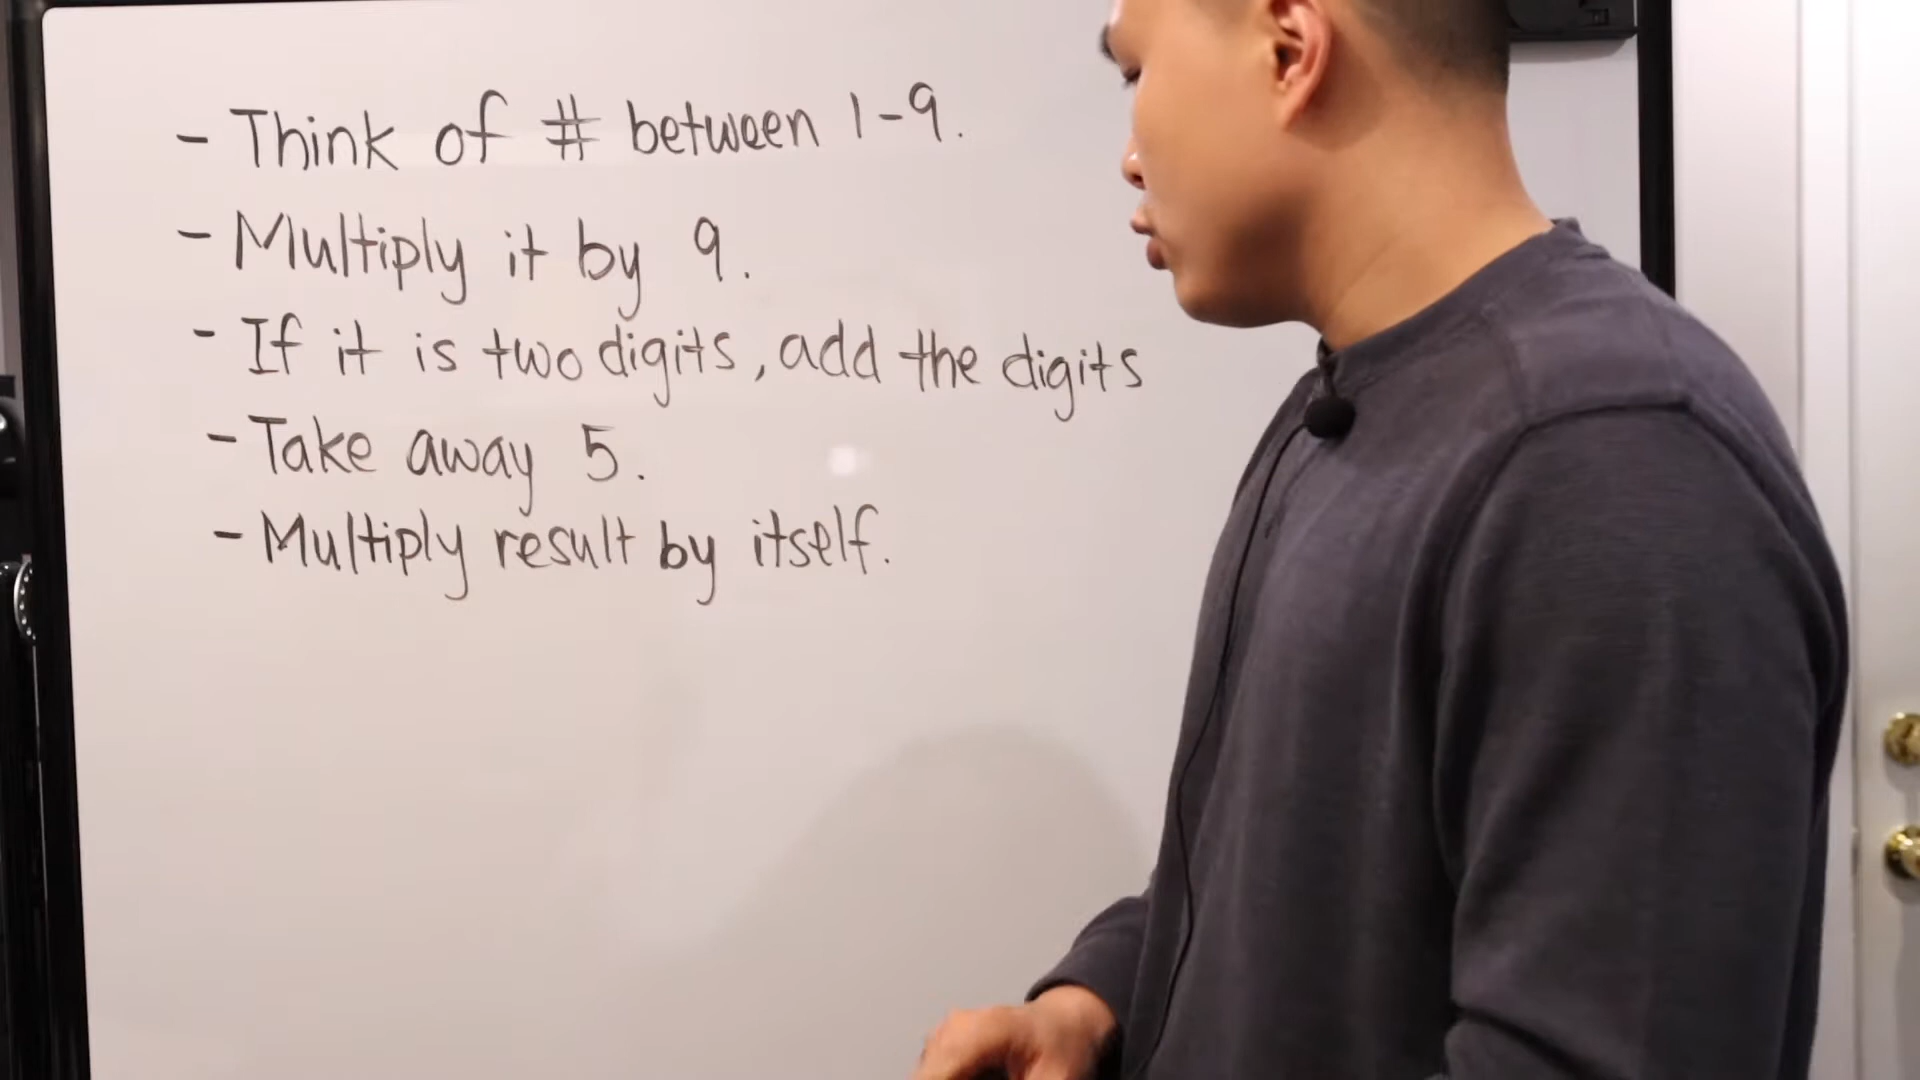 - Think of # between 1-9.
- Multiply it by 9.
- If it is two digits, add the digits
- Take away 5.
- Multiply result by itself.